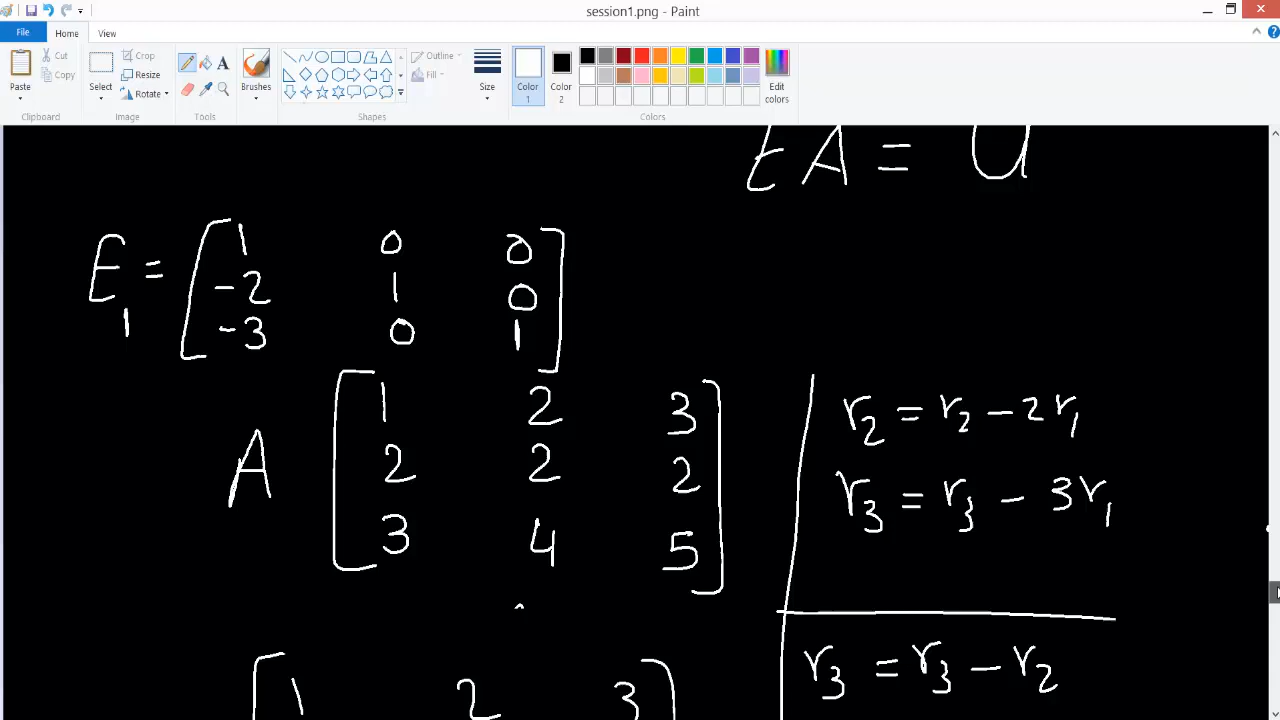 session1.png - Paint
File Home View
Paste Cut Copy Select Crop Resize Rotate Brushes Outline Fill Size Color 1 Color 2 Edit colors
Clipboard Image Tools Shapes Colors
EA = U
E1 = [ 1 0 0
-2 1 0
-3 0 1 ]
A [ 1 2 3
2 2 2
3 4 5 ]
r2 = r2 - 2r1
r3 = r3 - 3r1
r3 = r3 - r2
[ 1 2 3 ]